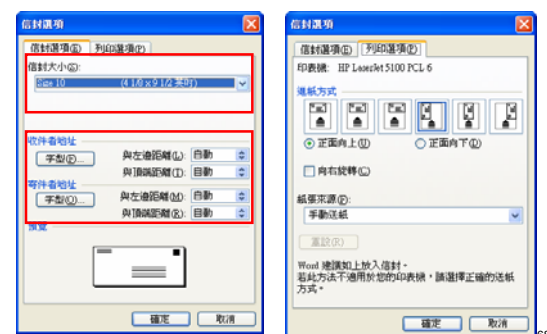 信封選項
信封選項(E) 列印選項(P)
信封大小(S):
Size 10 (4 1/8 x 9 1/2 英吋)
收件者地址
字型(F)... 與左邊距離(L): 自動
與頂端距離(T): 自動
寄件者地址
字型(O)... 與左邊距離(M): 自動
與頂端距離(R): 自動
預覽
確定 取消
信封選項
信封選項(E) 列印選項(P)
印表機: HP LaserJet 5100 PCL 6
進紙方式
正面向上(U) 正面向下(D)
向右旋轉(C)
紙張來源(F):
手動送紙
重設(R)
Word 建議如上放入信封。
若此方法不適用於您的印表機，請選擇正確的送紙
方式。
確定 取消